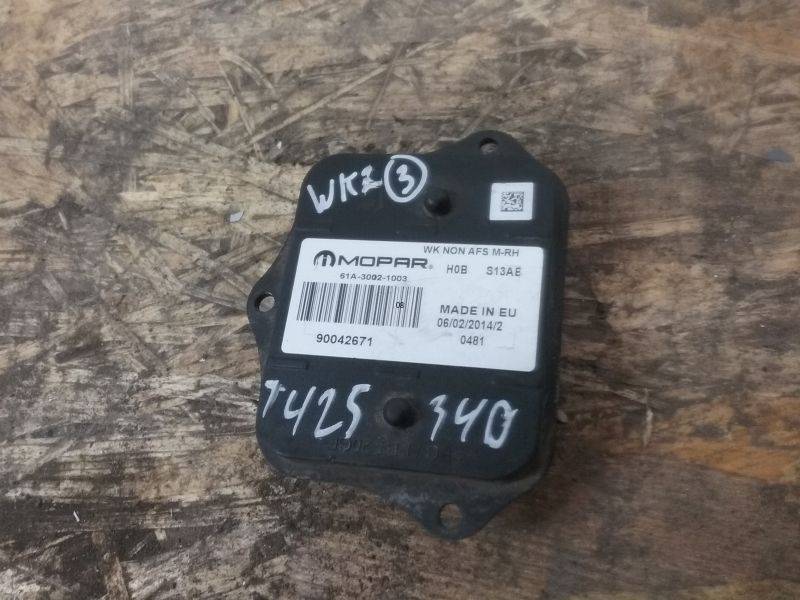 WK2 3
WK NON AFS M-RH
MOPAR® H0B S13AE
61A-3002-1003
08
MADE IN EU
06/02/2014/2
90042671 0481
T425 340